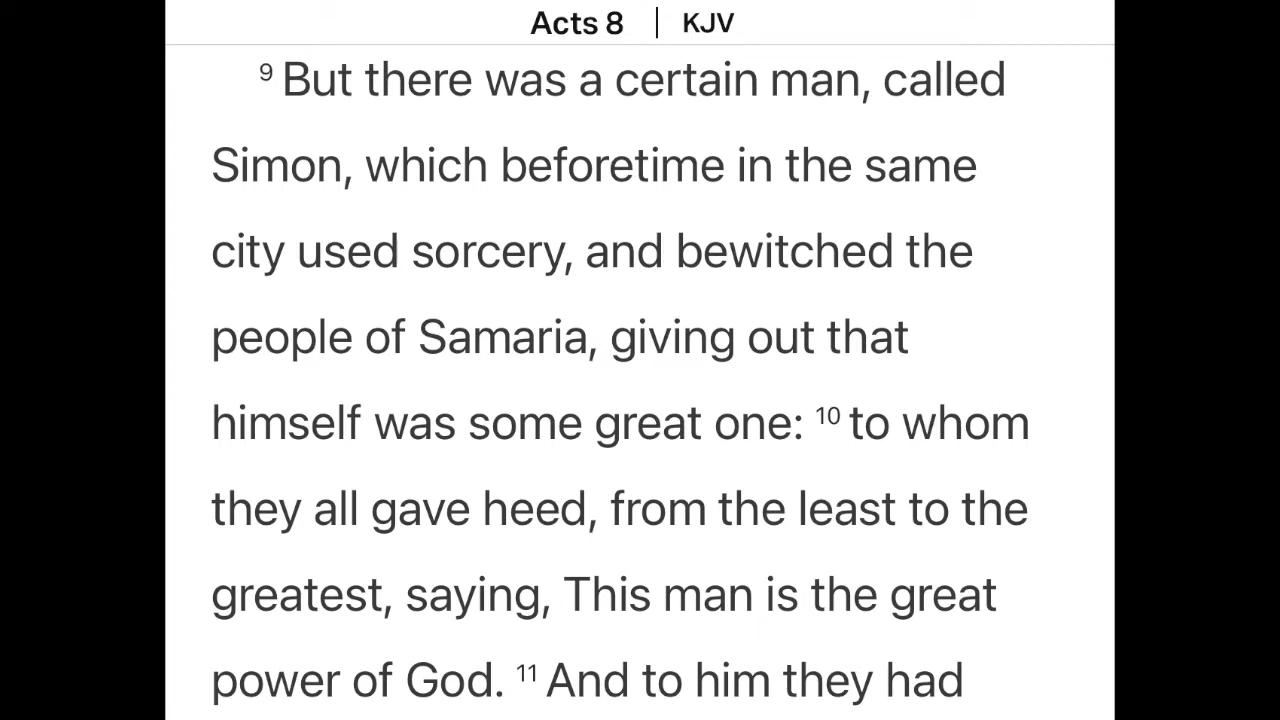 Acts 8 | KJV
9 But there was a certain man, called
Simon, which beforetime in the same
city used sorcery, and bewitched the
people of Samaria, giving out that
himself was some great one: 10 to whom
they all gave heed, from the least to the
greatest, saying, This man is the great
power of God. 11 And to him they had